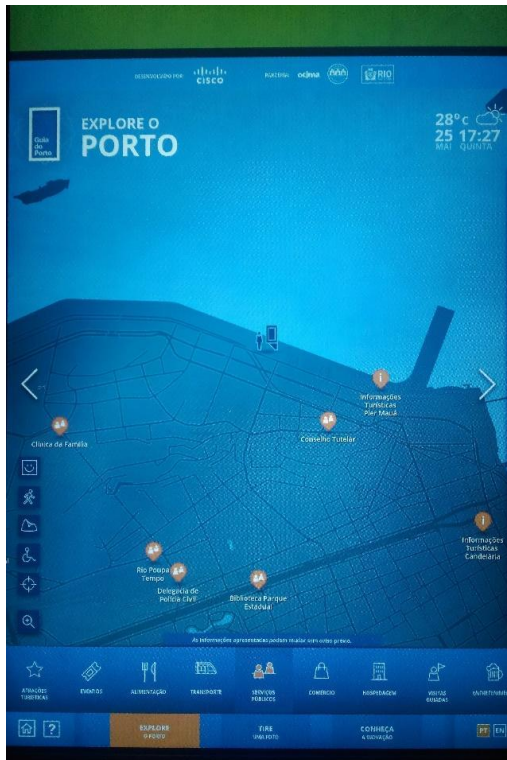 DESENVOLVIDO POR
CISCO
PARCERIA
RIO
Guia
do
Porto
EXPLORE O
PORTO
28°C
25 17:27
MAI QUINTA
Informações
Turísticas
Pier Mauá
Conselho Tutelar
Clínica da Família
Informações
Turísticas
Candelária
Rio Poupa
Tempo
Delegacia de
Polícia Civil
Biblioteca Parque
Estadual
As informações apresentadas podem mudar sem aviso prévio.
ATRAÇÕES
TURÍSTICAS
EVENTOS
ALIMENTAÇÃO
TRANSPORTE
SERVIÇOS
PÚBLICOS
COMÉRCIO
HOSPEDAGEM
VISITAS
GUIADAS
ENTRETENIMENTO
?
EXPLORE
O PORTO
TIRE
UMA FOTO
CONHEÇA
A INOVAÇÃO
PT EN